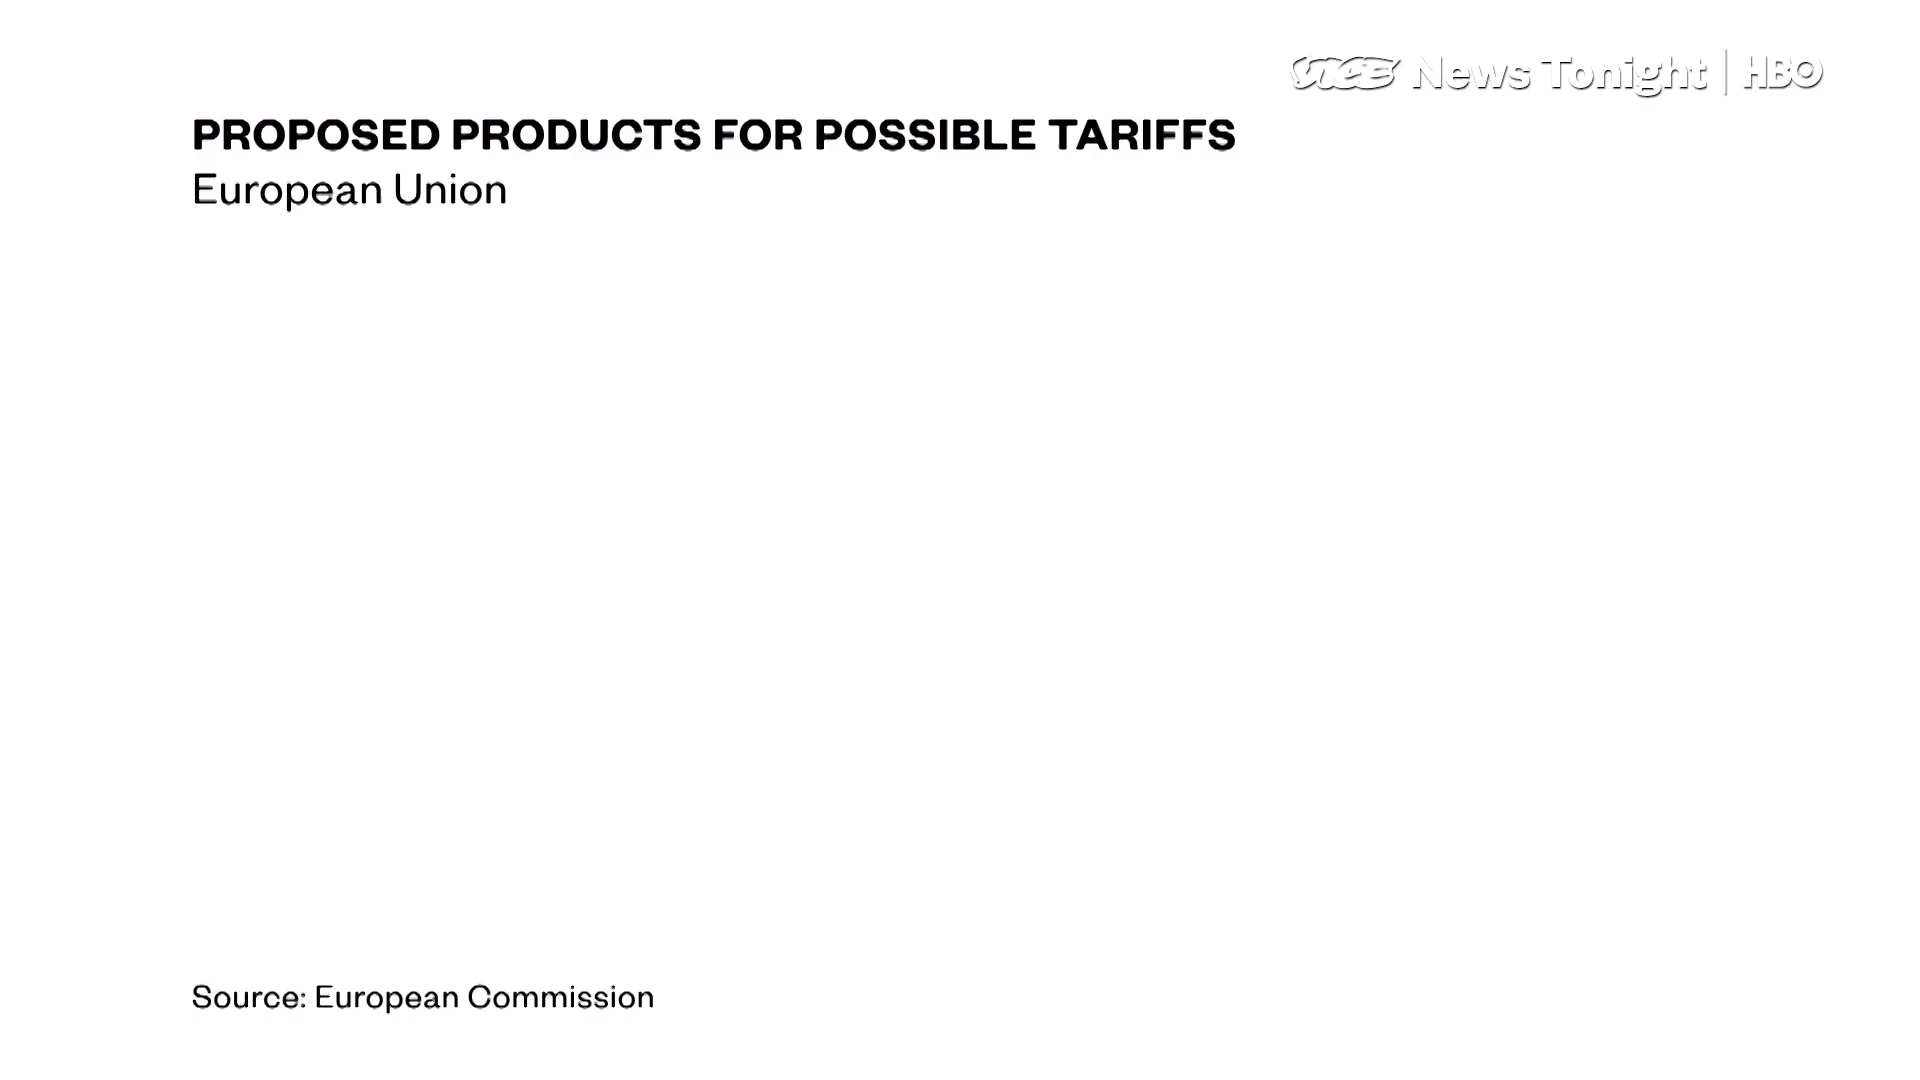 VICE News Tonight | HBO
PROPOSED PRODUCTS FOR POSSIBLE TARIFFS
European Union
Source: European Commission